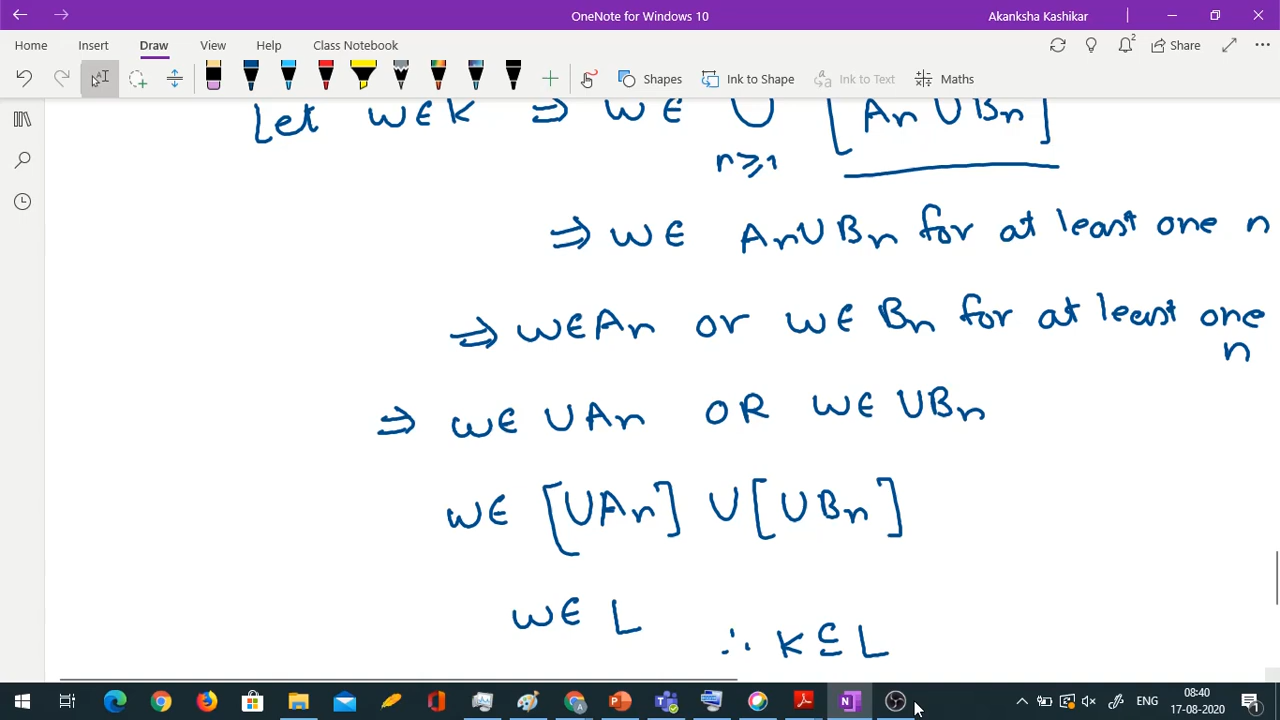 OneNote for Windows 10
Akanksha Kashikar
Home Insert Draw View Help Class Notebook
Share
Shapes Ink to Shape Ink to Text Maths
Let w∈K ⇒ w∈ ∪ [An∪Bn]
n≥1
⇒ w∈ An∪Bn for at least one n
⇒ w∈An or w∈ Bn for at least one
n
⇒ w∈ ∪An OR w∈ ∪Bn
w∈ [∪An] ∪ [∪Bn]
w∈ L
∴ K⊆L
ENG
08:40
17-08-2020